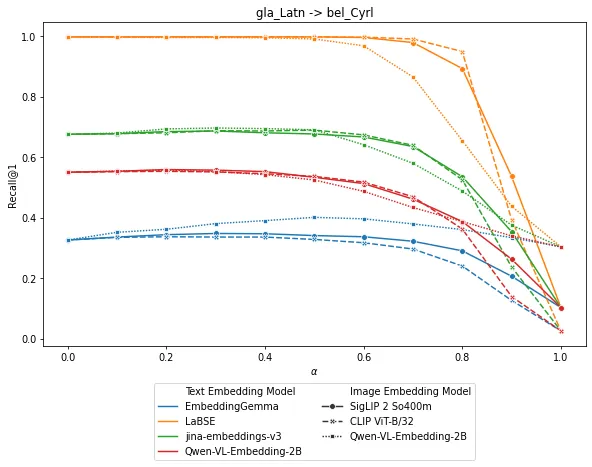 gla_Latn -> bel_Cyrl
Recall@1
1.0
0.8
0.6
0.4
0.2
0.0
0.0 0.2 0.4 0.6 0.8 1.0
α
Text Embedding Model
EmbeddingGemma
LaBSE
jina-embeddings-v3
Qwen-VL-Embedding-2B
Image Embedding Model
SigLIP 2 So400m
CLIP ViT-B/32
Qwen-VL-Embedding-2B